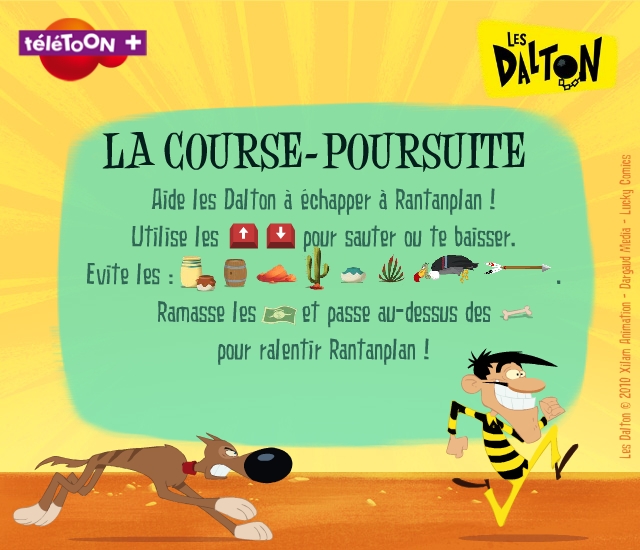 téléTOON +
LES
DALTON
LA COURSE-POURSUITE
Aide les Dalton à échapper à Rantanplan !
Utilise les ↑ ↓ pour sauter ou te baisser.
Evite les : .
Ramasse les et passe au-dessus des
pour ralentir Rantanplan !
Les Dalton © 2010 Xilam Animation - Dargaud Media - Lucky Comics